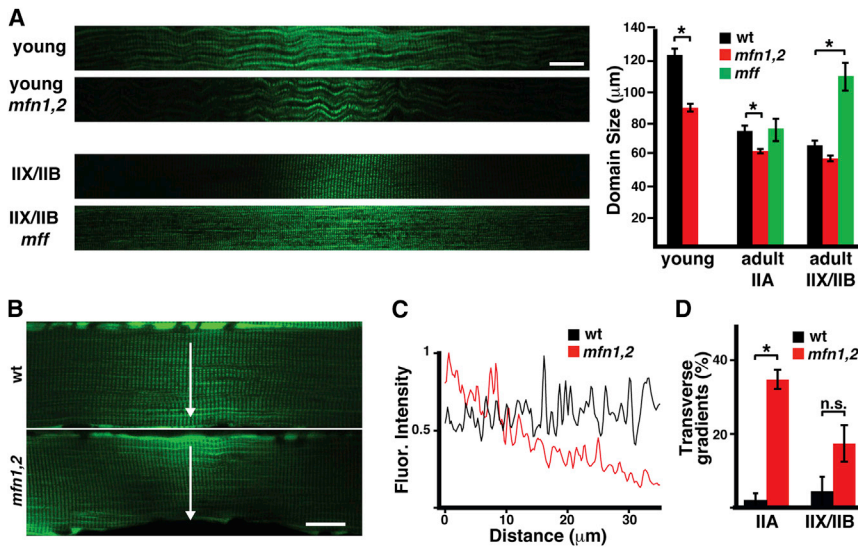 A
young
young
mfn1,2
IIX/IIB
IIX/IIB
mff
Domain Size (μm)
140
120
100
80
60
40
20
wt
mfn1,2
mff
*
*
*
young
adult
IIA
adult
IIX/IIB
B
wt
mfn1,2
C
wt
mfn1,2
Fluor. Intensity
1
0.5
0
10
20
30
Distance (μm)
D
wt
mfn1,2
Transverse
gradients (%)
40
20
*
n.s.
IIA
IIX/IIB